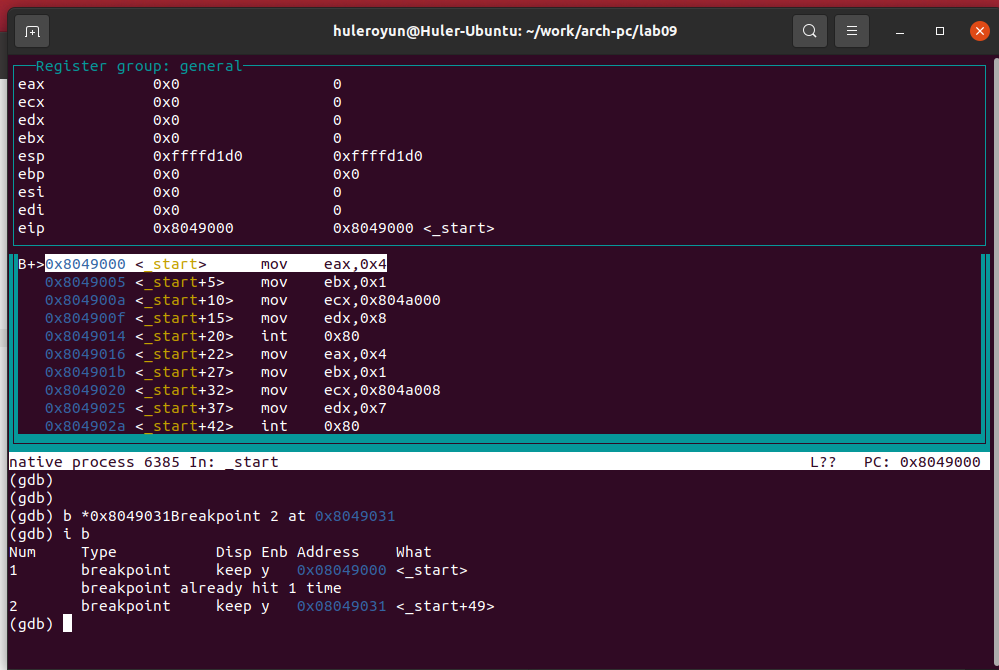 huleroyun@Huler-Ubuntu: ~/work/arch-pc/lab09
Register group: general
eax 0x0 0
ecx 0x0 0
edx 0x0 0
ebx 0x0 0
esp 0xffffd1d0 0xffffd1d0
ebp 0x0 0x0
esi 0x0 0
edi 0x0 0
eip 0x8049000 0x8049000 <_start>
B+>0x8049000 <_start> mov eax,0x4
0x8049005 <_start+5> mov ebx,0x1
0x804900a <_start+10> mov ecx,0x804a000
0x804900f <_start+15> mov edx,0x8
0x8049014 <_start+20> int 0x80
0x8049016 <_start+22> mov eax,0x4
0x804901b <_start+27> mov ebx,0x1
0x8049020 <_start+32> mov ecx,0x804a008
0x8049025 <_start+37> mov edx,0x7
0x804902a <_start+42> int 0x80
native process 6385 In: _start L?? PC: 0x8049000
(gdb)
(gdb)
(gdb) b *0x8049031Breakpoint 2 at 0x8049031
(gdb) i b
Num Type Disp Enb Address What
1 breakpoint keep y 0x08049000 <_start>
breakpoint already hit 1 time
2 breakpoint keep y 0x08049031 <_start+49>
(gdb)